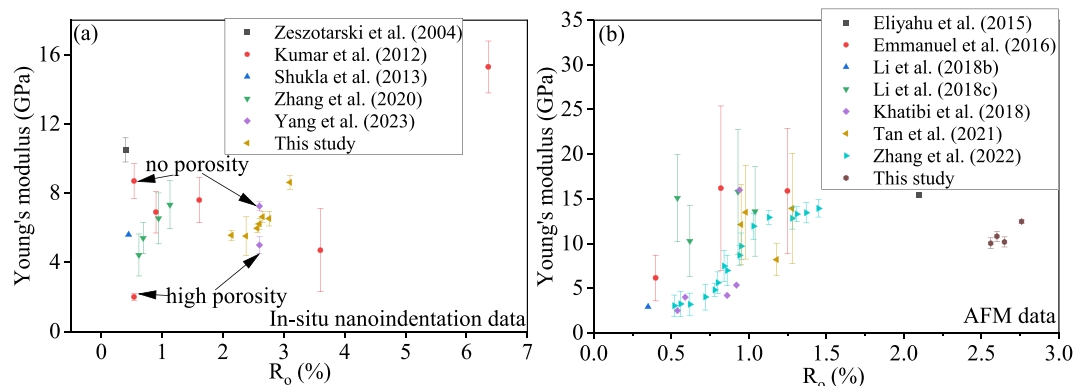 (a)
Zeszotarski et al. (2004)
Kumar et al. (2012)
Shukla et al. (2013)
Zhang et al. (2020)
Yang et al. (2023)
This study
no porosity
high porosity
In-situ nanoindentation data
Young's modulus (GPa)
16
12
8
4
0
0 1 2 3 4 5 6 7
Rₒ (%)
(b)
Eliyahu et al. (2015)
Emmanuel et al. (2016)
Li et al. (2018b)
Li et al. (2018c)
Khatibi et al. (2018)
Tan et al. (2021)
Zhang et al. (2022)
This study
AFM data
Young's modulus (GPa)
35
30
25
20
15
10
5
0
0.0 0.5 1.0 1.5 2.0 2.5 3.0
Rₒ (%)